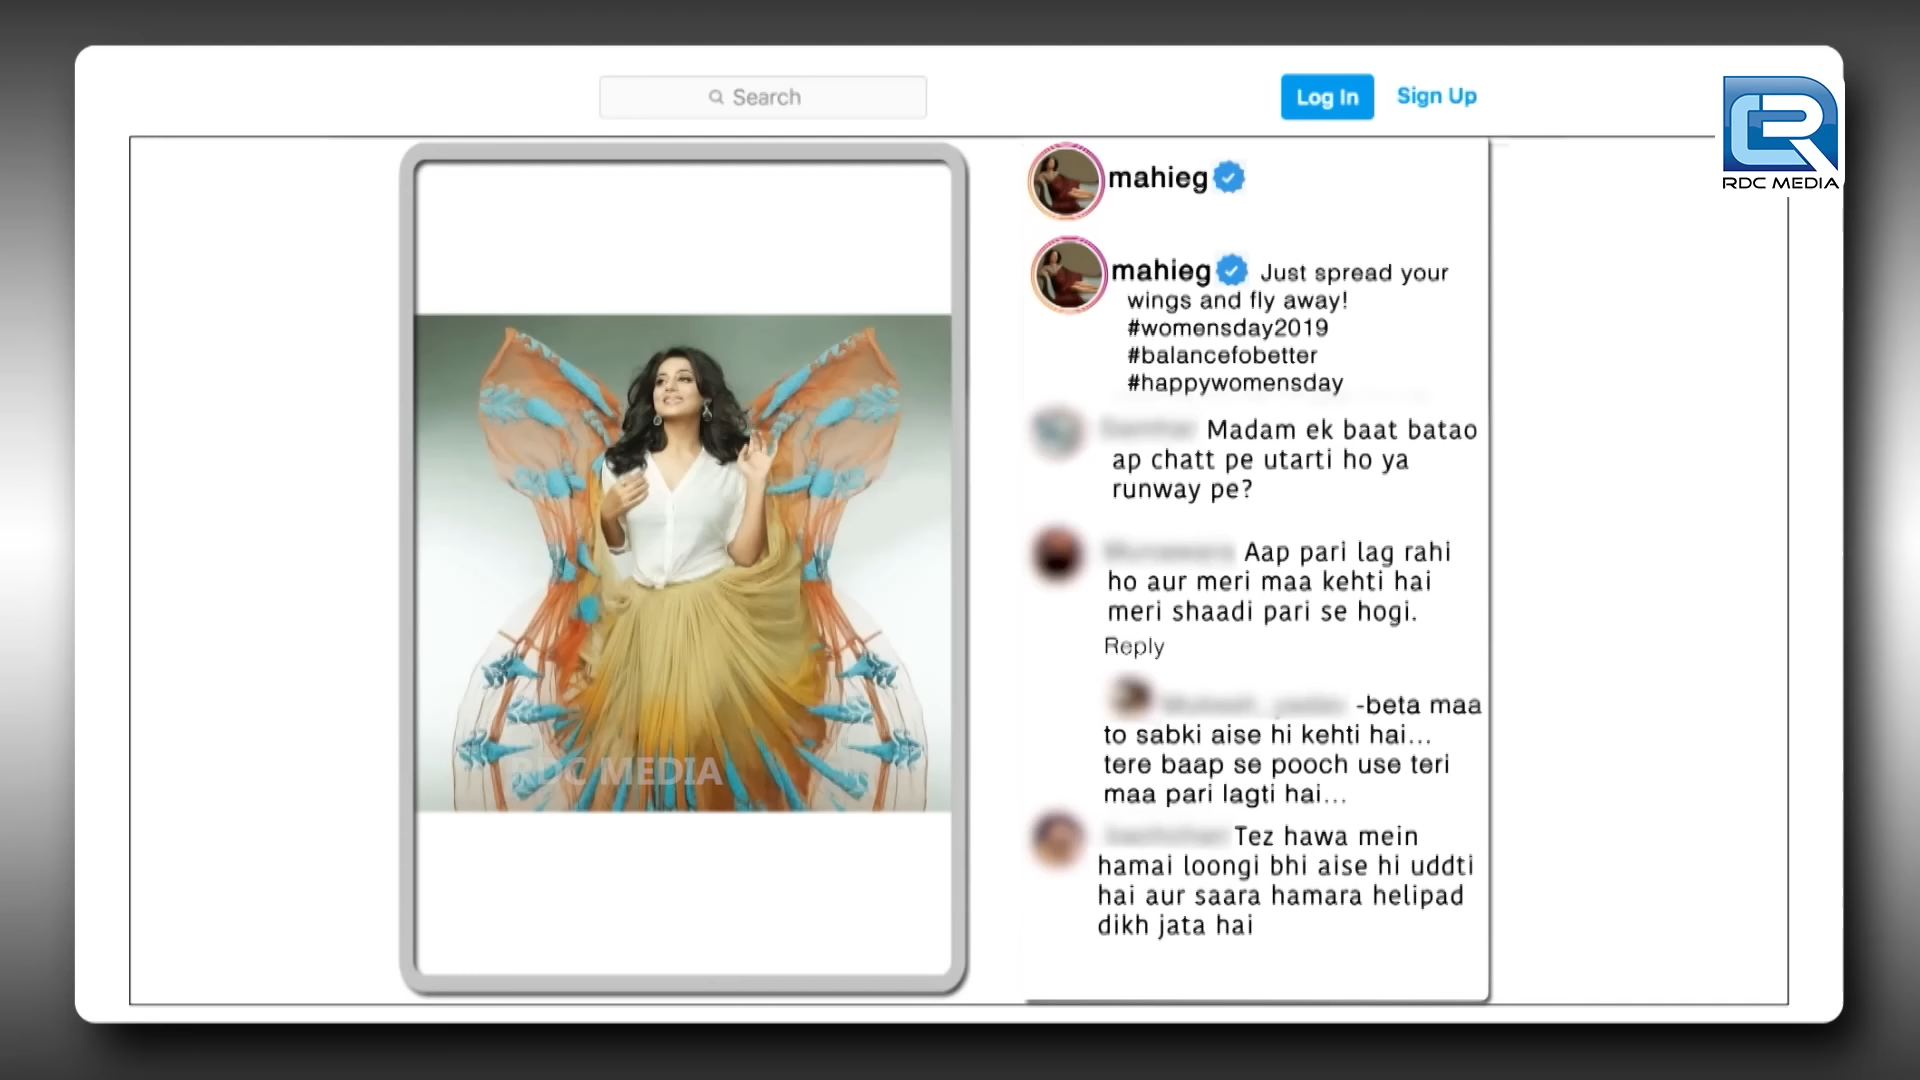 Search
Log In
Sign Up
RDC MEDIA
mahieg
mahieg Just spread your
wings and fly away!
#womensday2019
#balancefobetter
#happywomensday
Madam ek baat batao
ap chatt pe utarti ho ya
runway pe?
Aap pari lag rahi
ho aur meri maa kehti hai
meri shaadi pari se hogi.
Reply
-beta maa
to sabki aise hi kehti hai...
tere baap se pooch use teri
maa pari lagti hai...
Tez hawa mein
hamai loongi bhi aise hi uddti
hai aur saara hamara helipad
dikh jata hai
RDC MEDIA